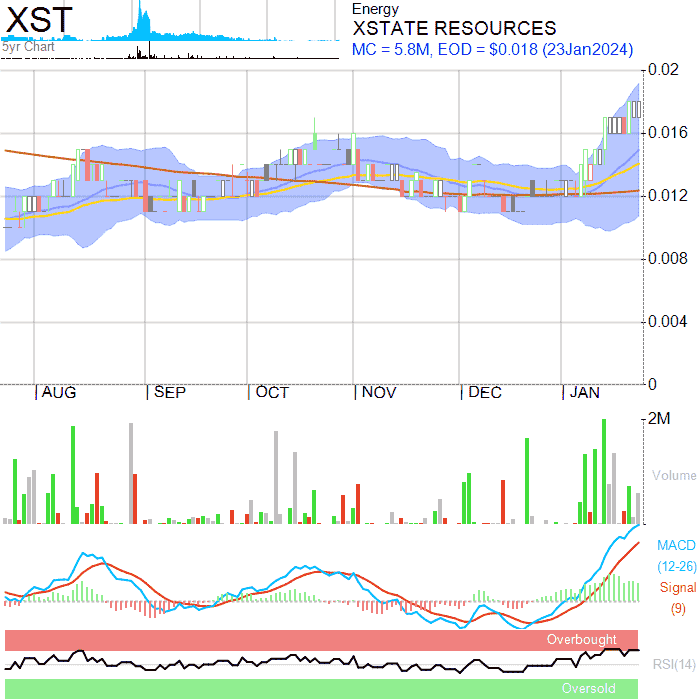 XST
5yr Chart
Energy
XSTATE RESOURCES
MC = 5.8M, EOD = $0.018 (23Jan2024)
0.02
0.016
0.012
0.008
0.004
0
AUG SEP OCT NOV DEC JAN
2M
Volume
MACD
(12-26)
Signal
(9)
Overbought
RSI(14)
Oversold